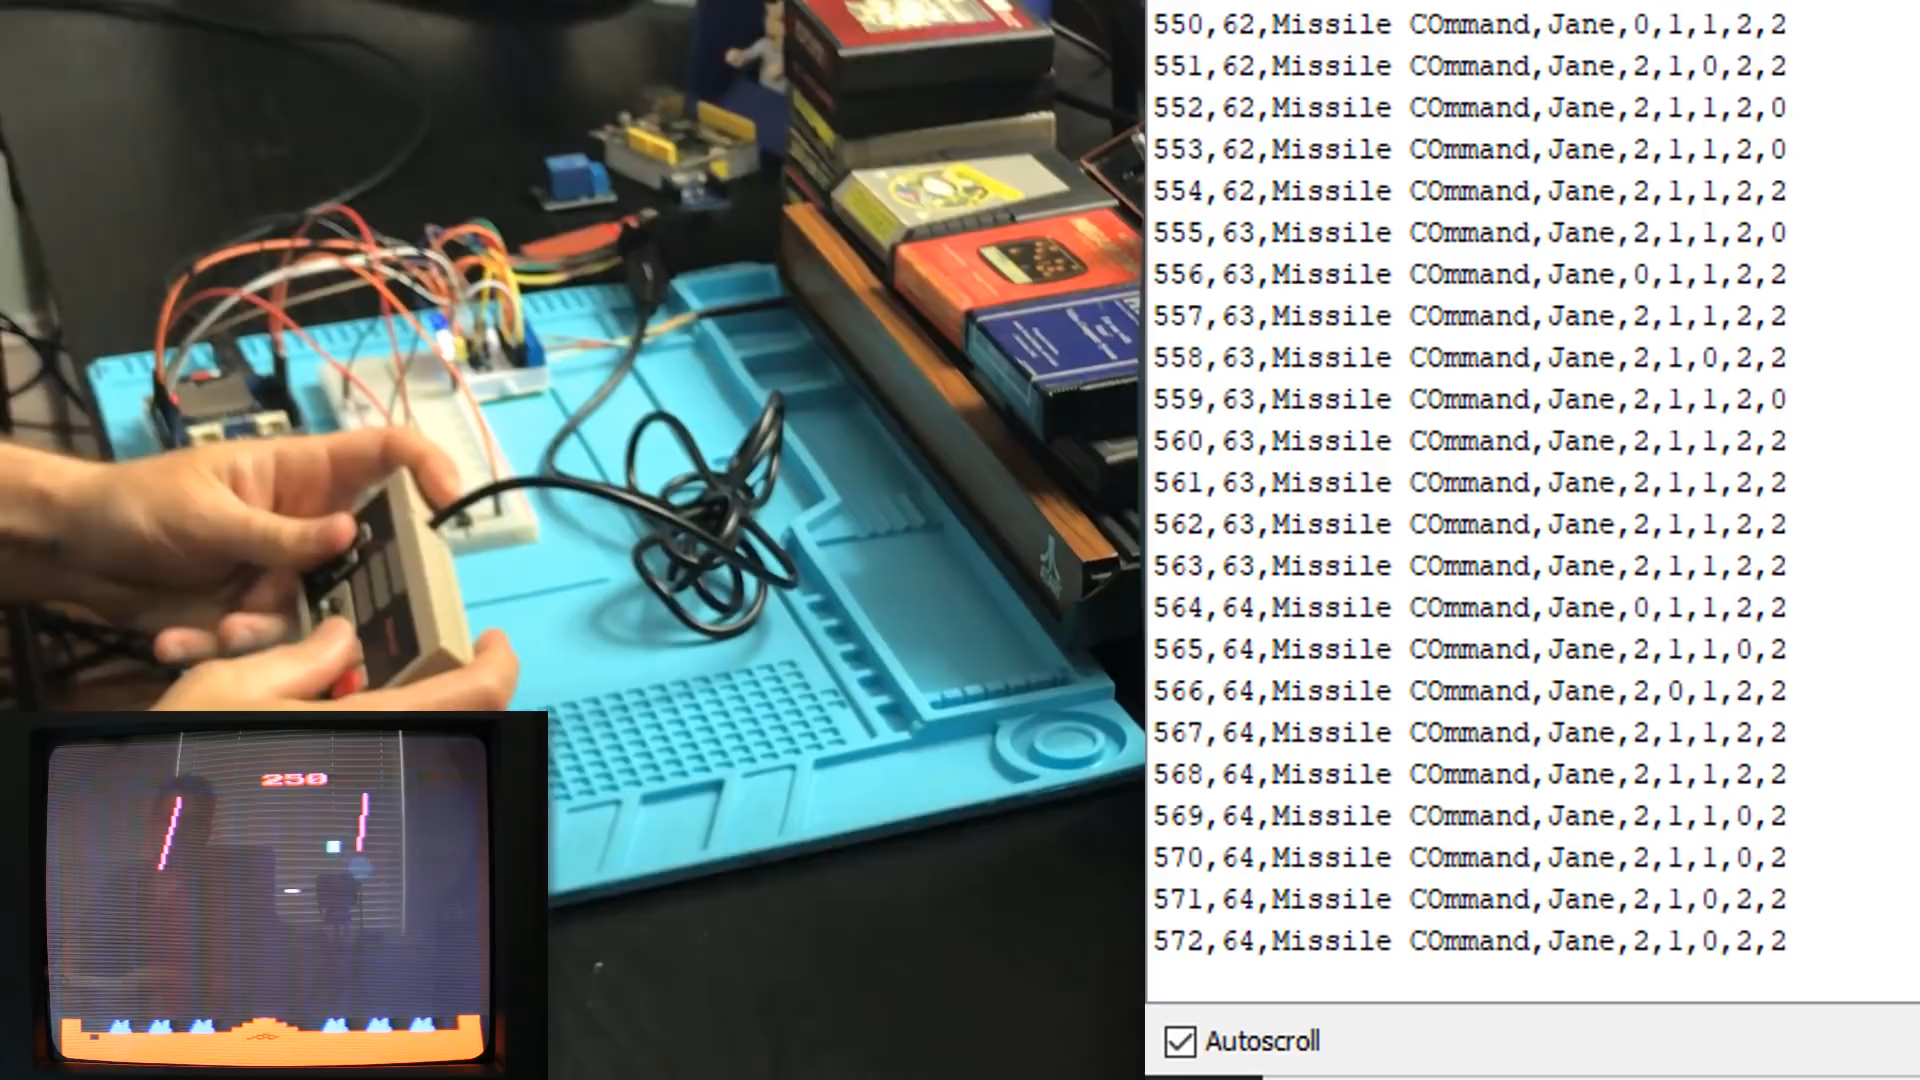 550,62,Missile COmmand,Jane,0,1,1,2,2
551,62,Missile COmmand,Jane,2,1,0,2,2
552,62,Missile COmmand,Jane,2,1,1,2,0
553,62,Missile COmmand,Jane,2,1,1,2,0
554,62,Missile COmmand,Jane,2,1,1,2,2
555,63,Missile COmmand,Jane,2,1,1,2,0
556,63,Missile COmmand,Jane,0,1,1,2,2
557,63,Missile COmmand,Jane,2,1,1,2,2
558,63,Missile COmmand,Jane,2,1,0,2,2
559,63,Missile COmmand,Jane,2,1,1,2,0
560,63,Missile COmmand,Jane,2,1,1,2,2
561,63,Missile COmmand,Jane,2,1,1,2,2
562,63,Missile COmmand,Jane,2,1,1,2,2
563,63,Missile COmmand,Jane,2,1,1,2,2
564,64,Missile COmmand,Jane,0,1,1,2,2
565,64,Missile COmmand,Jane,2,1,1,0,2
566,64,Missile COmmand,Jane,2,0,1,2,2
567,64,Missile COmmand,Jane,2,1,1,2,2
568,64,Missile COmmand,Jane,2,1,1,2,2
569,64,Missile COmmand,Jane,2,1,1,0,2
570,64,Missile COmmand,Jane,2,1,1,0,2
571,64,Missile COmmand,Jane,2,1,0,2,2
572,64,Missile COmmand,Jane,2,1,0,2,2
Autoscroll
250